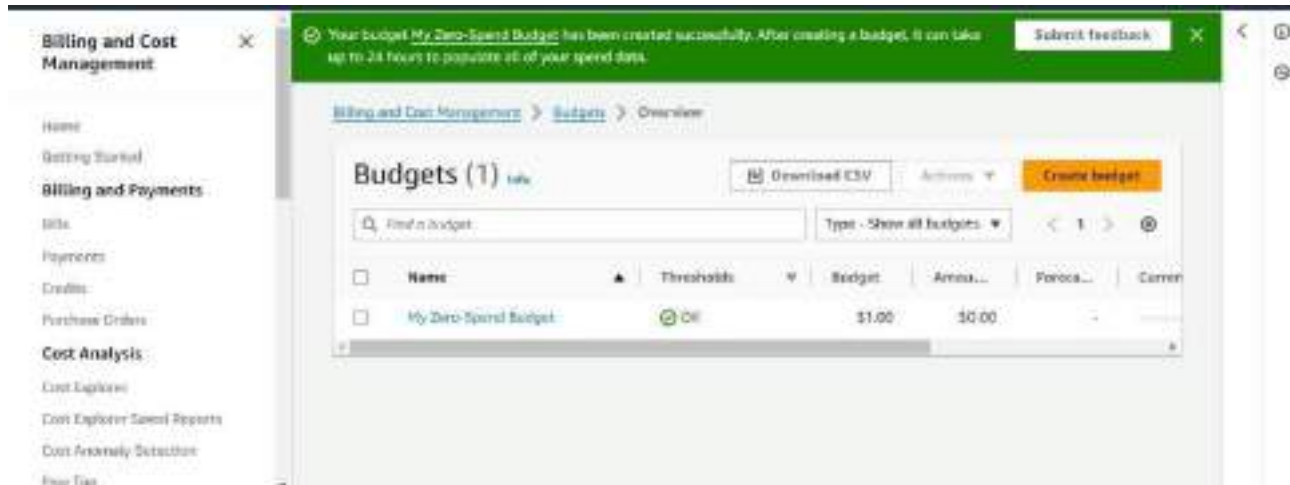 Billing and Cost
Management
Home
Getting Started
Billing and Payments
Bills
Payments
Credits
Purchase Orders
Cost Analysis
Cost Explorer
Cost Explorer Saved Reports
Cost Anomaly Detection
Free Tier
Your budget My Zero-Spend Budget has been created successfully. After creating a budget, it can take
up to 24 hours to populate all of your spend data.
Submit feedback
Billing and Cost Management > Budgets > Overview
Budgets (1) Info
Download CSV
Actions
Create budget
Find a budget
Type - Show all budgets
< 1 >
Name Thresholds Budget Amou... Foreca... Curren
My Zero-Spend Budget OK $1.00 $0.00 -